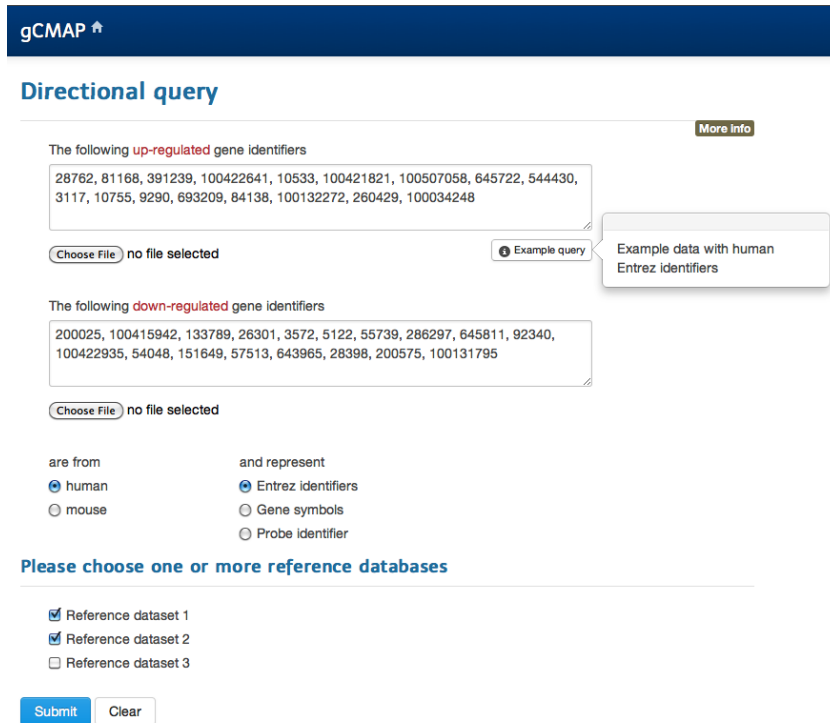 gCMAP
Directional query
More info
The following up-regulated gene identifiers
28762, 81168, 391239, 100422641, 10533, 100421821, 100507058, 645722, 544430,
3117, 10755, 9290, 693209, 84138, 100132272, 260429, 100034248
Choose File no file selected
Example query
Example data with human
Entrez identifiers
The following down-regulated gene identifiers
200025, 100415942, 133789, 26301, 3572, 5122, 55739, 286297, 645811, 92340,
100422935, 54048, 151649, 57513, 643965, 28398, 200575, 100131795
Choose File no file selected
are from and represent
human Entrez identifiers
mouse Gene symbols
Probe identifier
Please choose one or more reference databases
Reference dataset 1
Reference dataset 2
Reference dataset 3
Submit Clear